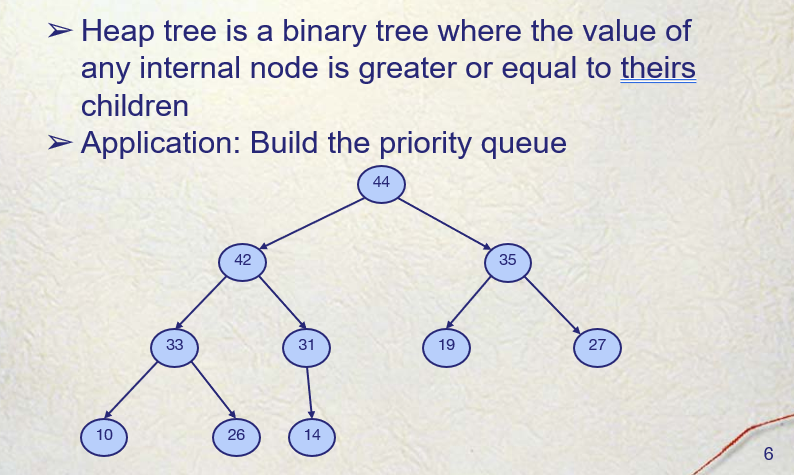 ➢ Heap tree is a binary tree where the value of
any internal node is greater or equal to theirs
children
➢ Application: Build the priority queue
44
42 35
33 31 19 27
10 26 14
6